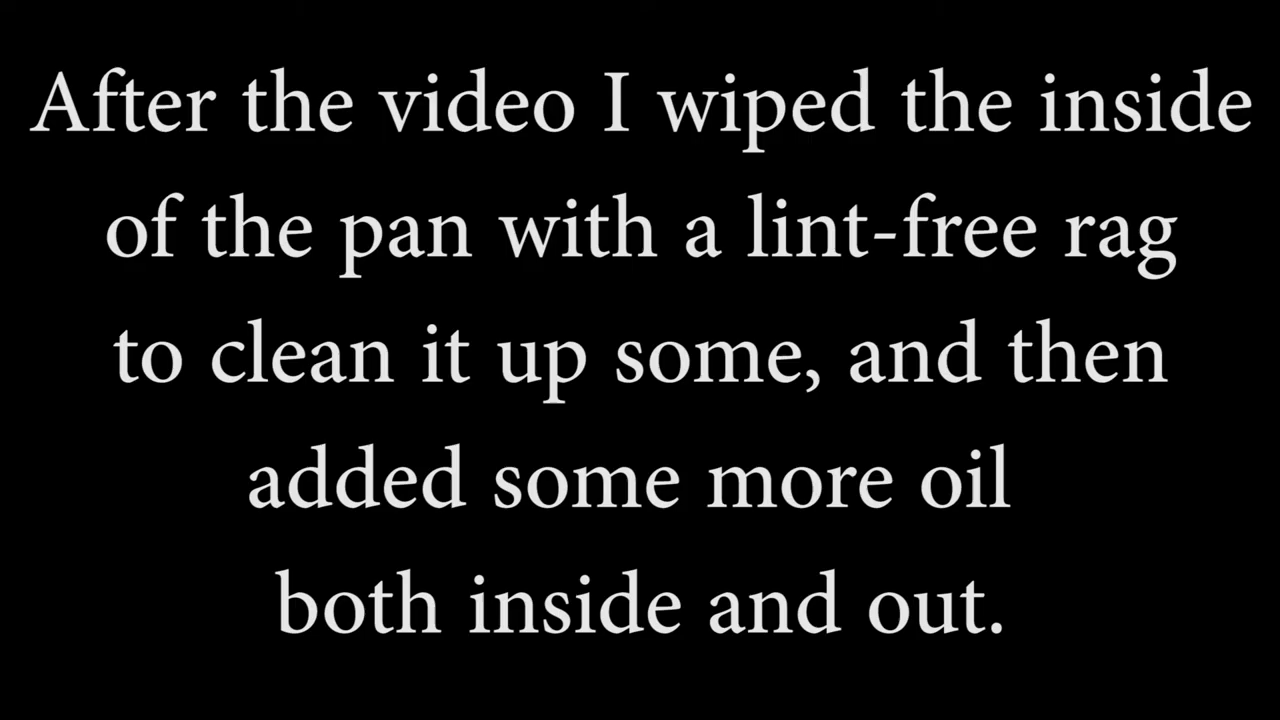 After the video I wiped the inside
of the pan with a lint-free rag
to clean it up some, and then
added some more oil
both inside and out.